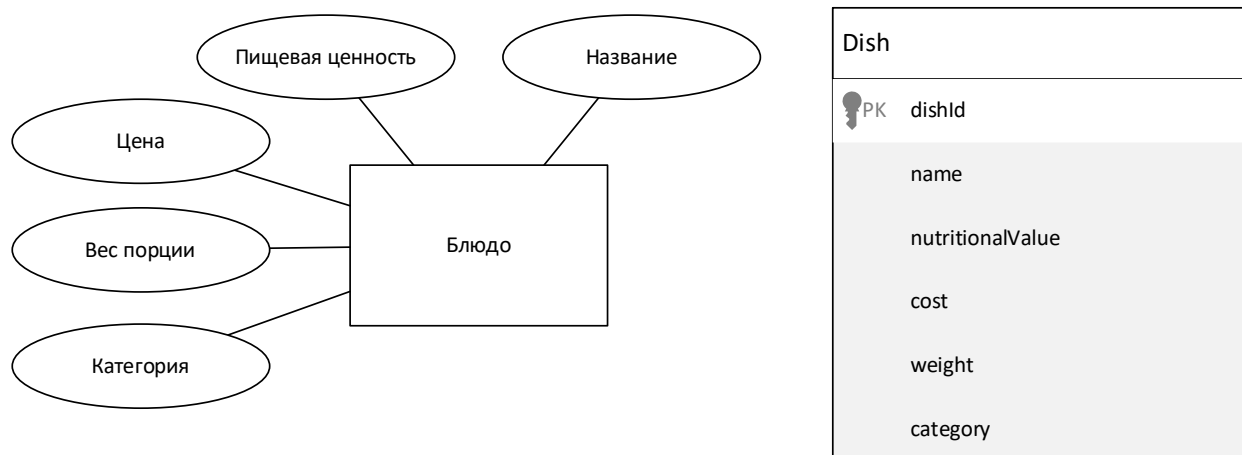 Пищевая ценность
Название
Цена
Вес порции
Категория
Блюдо
Dish
PK dishId
name
nutritionalValue
cost
weight
category